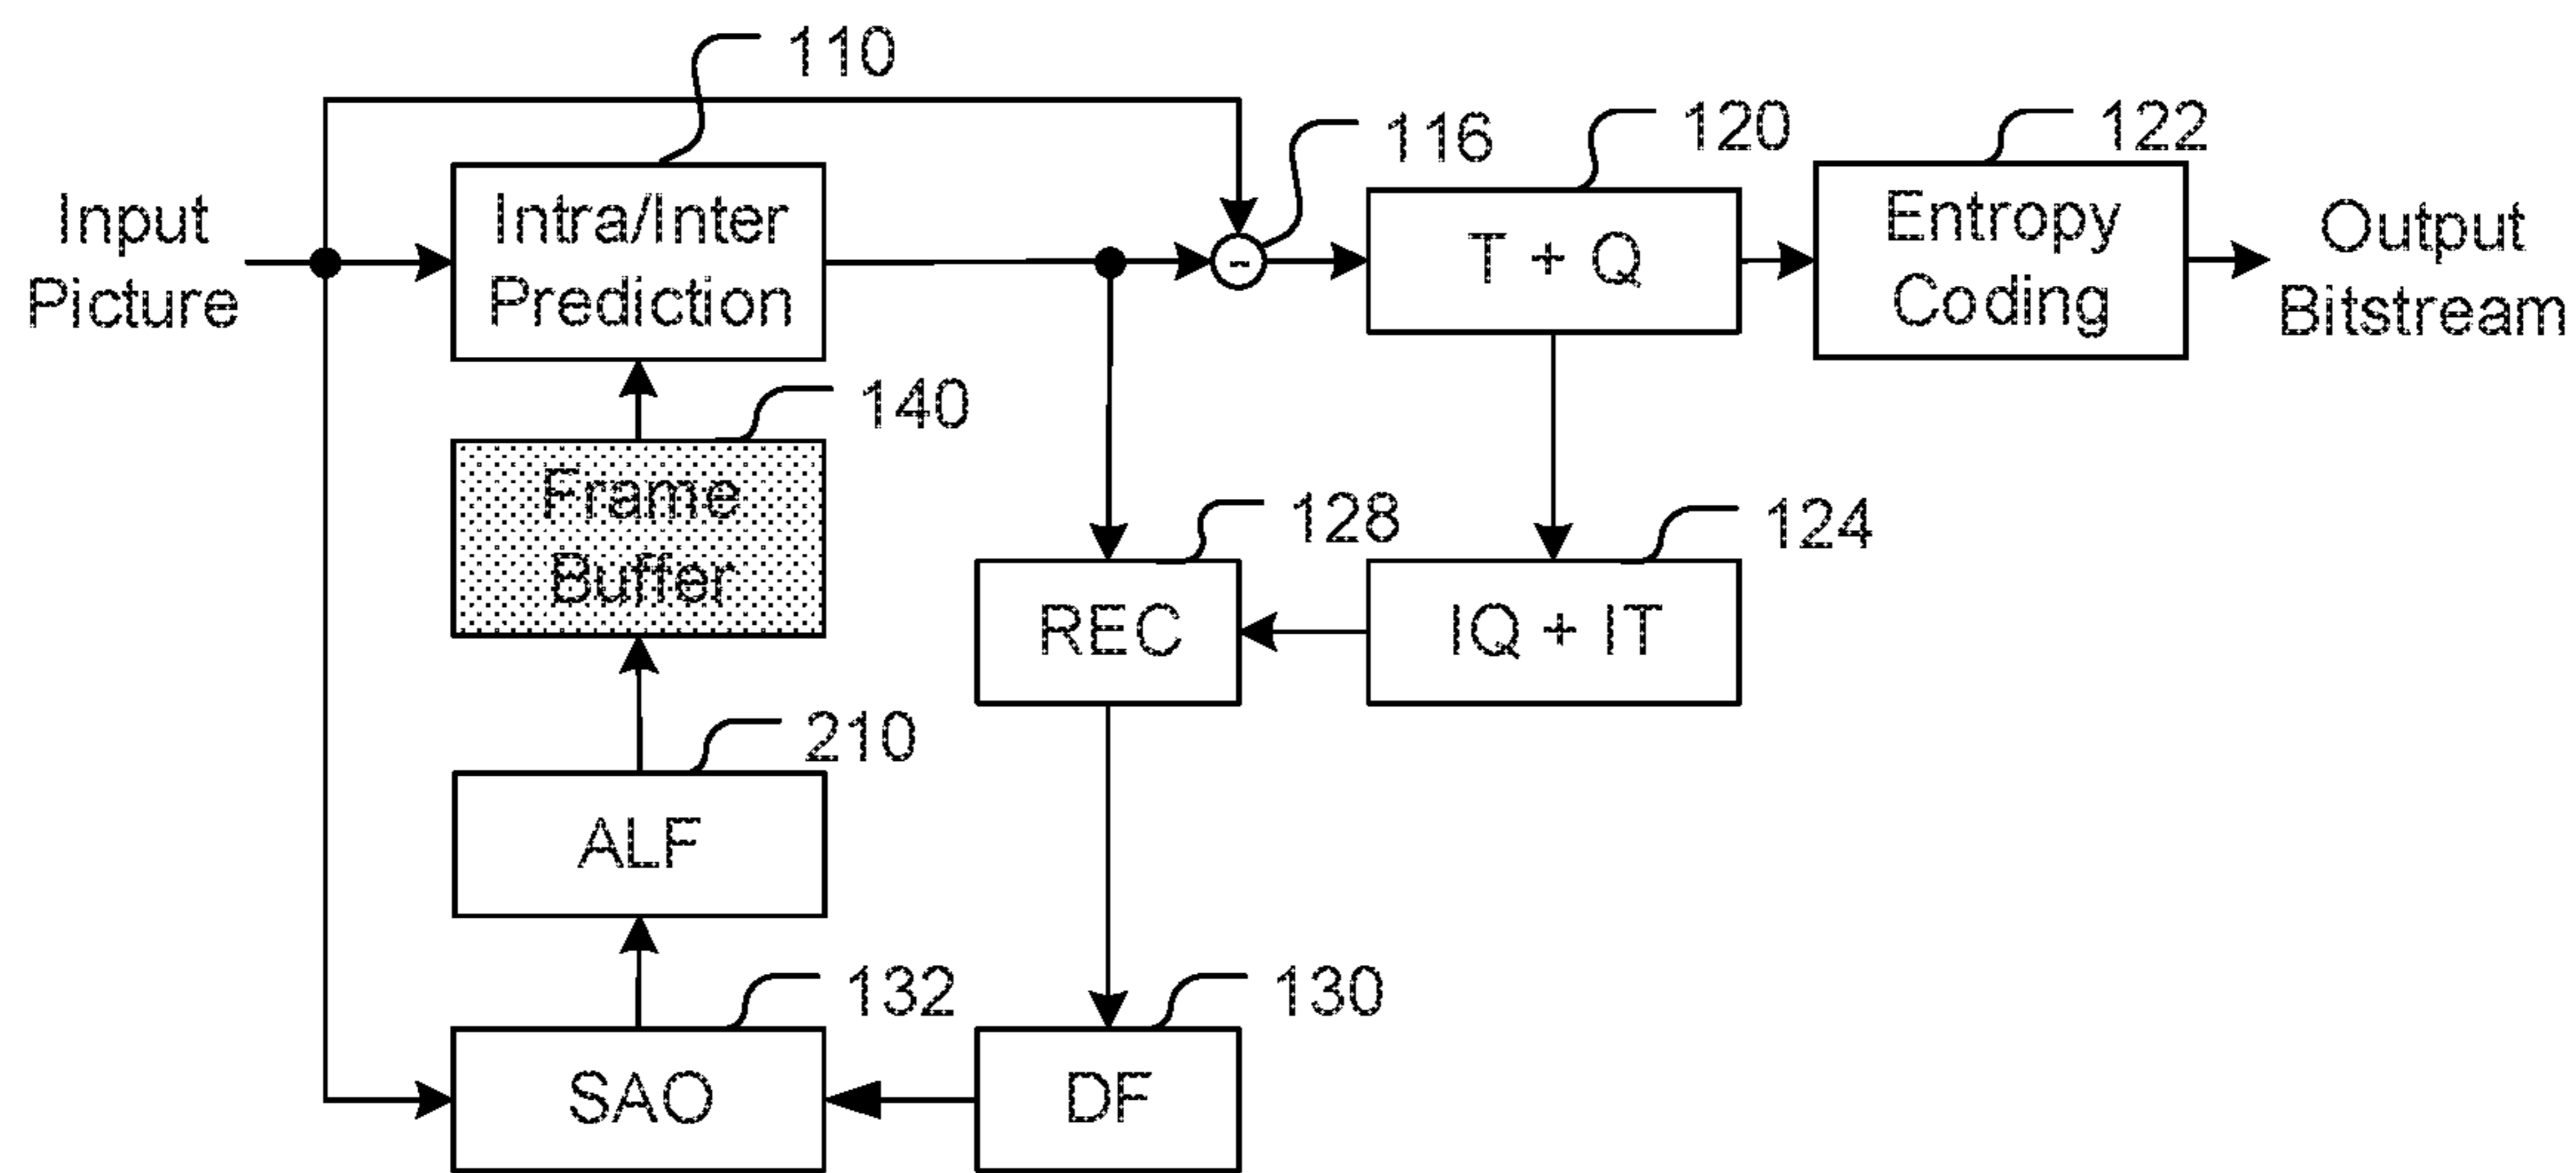 110
116
120
122
Input
Picture
Intra/Inter
Prediction
-
T + Q
Entropy
Coding
Output
Bitstream
140
Frame
Buffer
128
124
REC
IQ + IT
210
ALF
132
130
SAO
DF